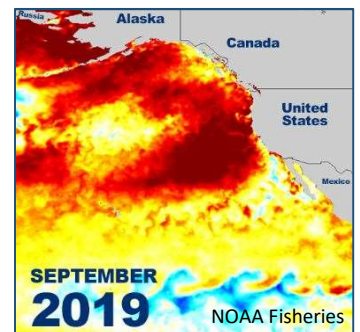 Russia
Alaska
Canada
United
States
Mexico
SEPTEMBER
2019
NOAA Fisheries